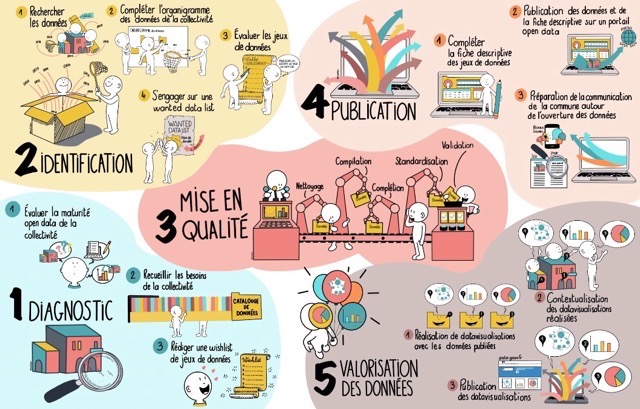 1 Rechercher
les données
2 Compléter l'organigramme
des données de la collectivité
3 Évaluer les jeux
de données
Wishlist
4 S'engager sur une
wanted data list
WANTED
DATA LIST
2 IDENTIFICATION
1 Compléter
la fiche descriptive
des jeux de données
2 Publication des données et de
la fiche descriptive sur un portail
open data
3 Préparation de la communication
de la commune autour
de l'ouverture des données
4 PUBLICATION
MISE EN
3 QUALITÉ
Nettoyage
Compilation
Complétion
Standardisation
Validation
1 Évaluer la maturité
open data de la
collectivité
2 Recueillir les besoins
de la collectivité
CATALOGUE DE
DONNÉES
3 Rédiger une wishlist
de jeux de données
Wishlist
1 DIAGNOSTIC
1 Réalisation de datavisualisations
avec les données publiées
2 Contextualisation
des datavisualisations
réalisées
3 Publication
des datavisualisations
5 VALORISATION
DES DONNÉES